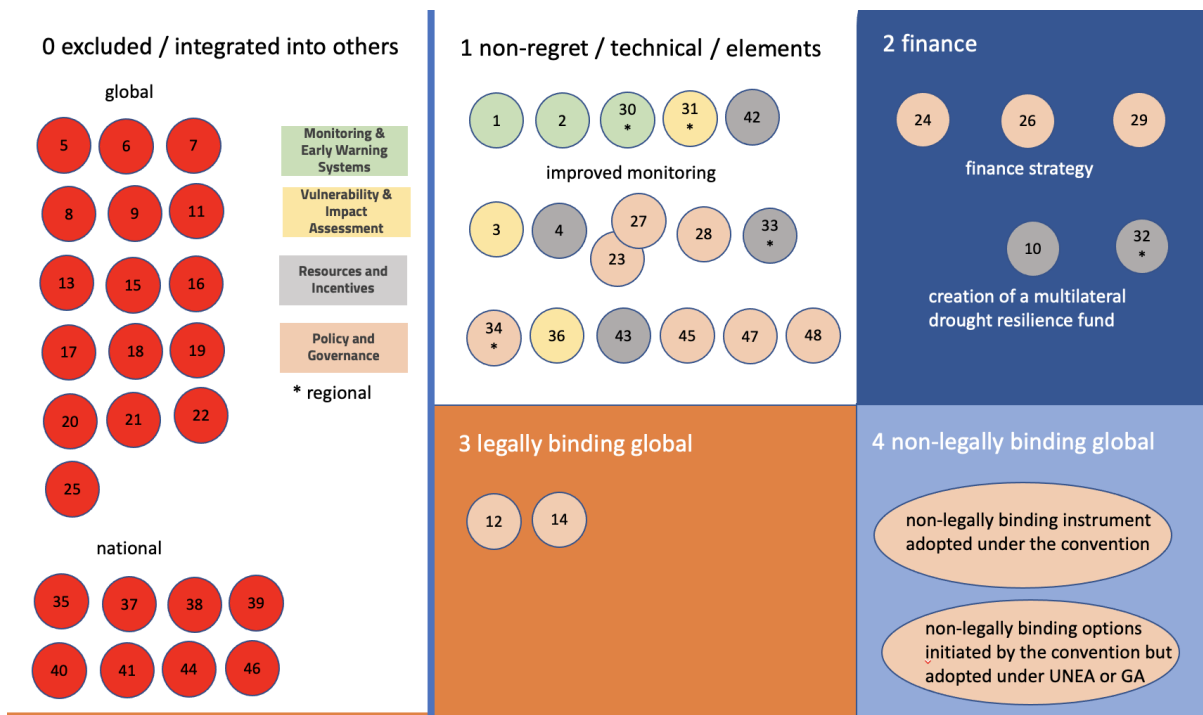 0 excluded / integrated into others
global
5
6
7
8
9
11
13
15
16
17
18
19
20
21
22
25
national
35
37
38
39
40
41
44
46
Monitoring &
Early Warning
Systems
Vulnerability &
Impact
Assessment
Resources and
Incentives
Policy and
Governance
* regional
1 non-regret / technical / elements
1
2
30
*
31
*
42
improved monitoring
3
4
27
23
28
33
*
34
*
36
43
45
47
48
2 finance
24
26
29
finance strategy
10
32
*
creation of a multilateral
drought resilience fund
3 legally binding global
12
14
4 non-legally binding global
non-legally binding instrument
adopted under the convention
non-legally binding options
initiated by the convention but
adopted under UNEA or GA